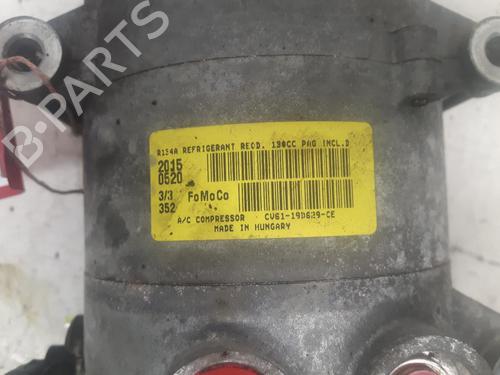 R134A REFRIGERANT REQD. 130CC PAG INCL.D
2015
0520
3/3 FoMoCo
352
A/C COMPRESSOR - CV61-19D629-CE
MADE IN HUNGARY
B-PARTS